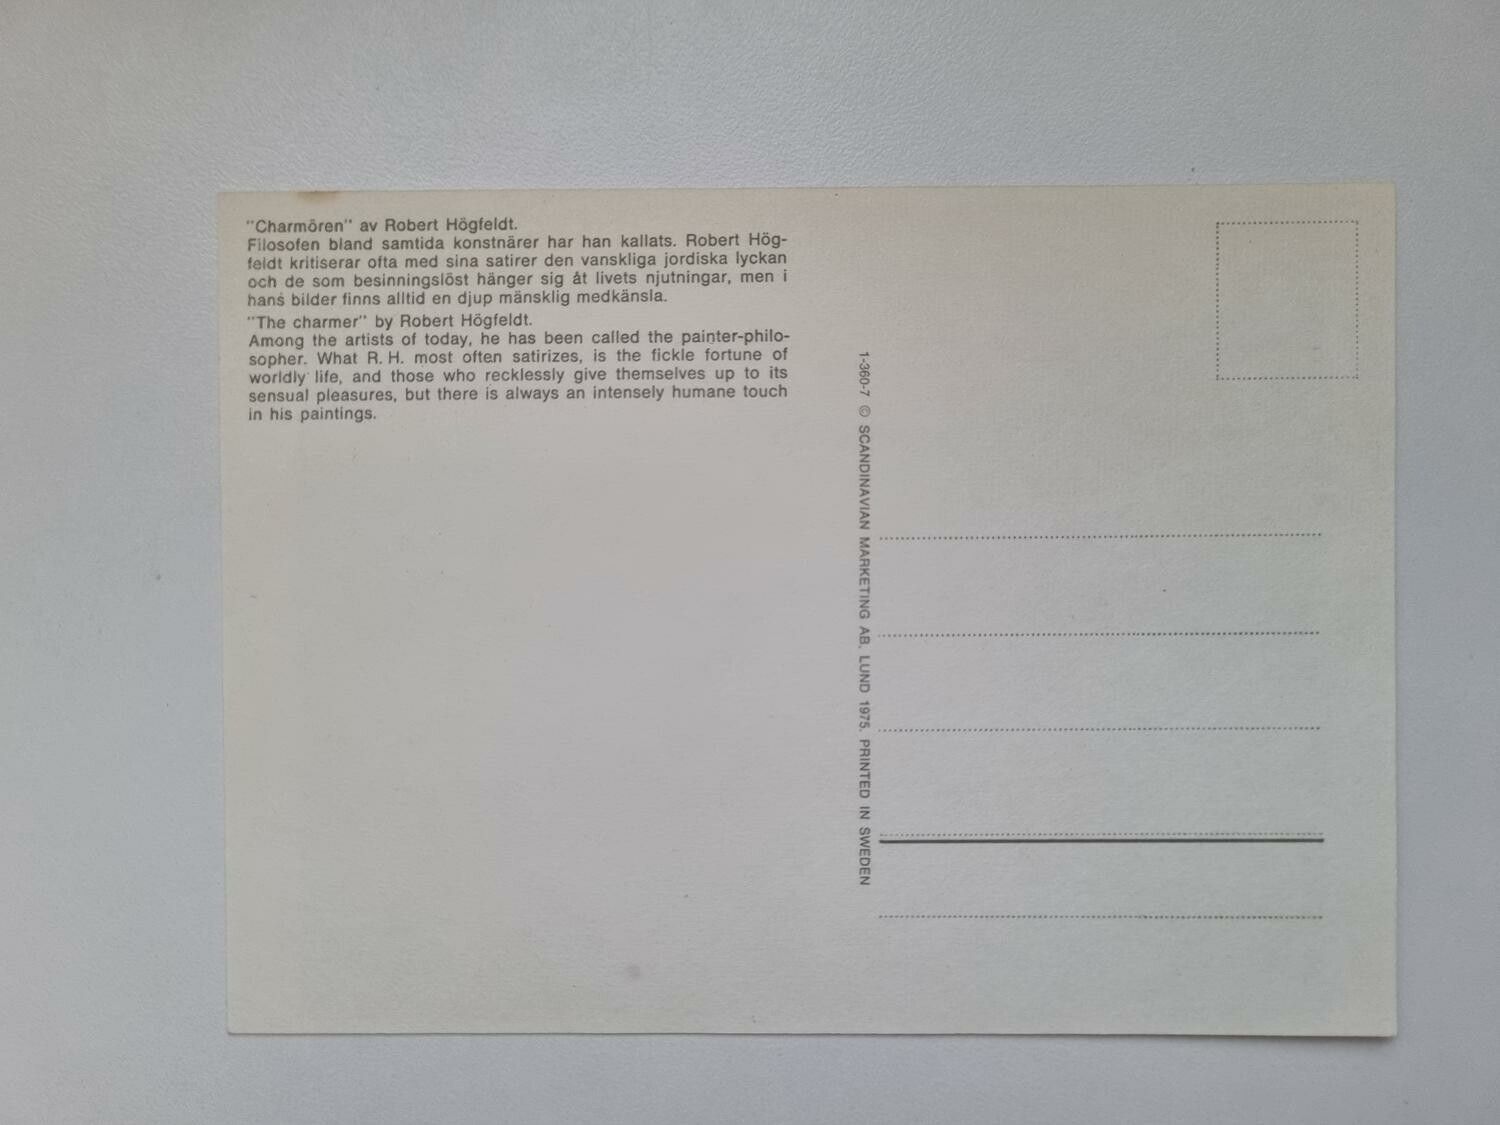 "Charmören" av Robert Högfeldt.
Filosofen bland samtida konstnärer har han kallats. Robert Hög-
feldt kritiserar ofta med sina satirer den vanskliga jordiska lyckan
och de som besinningslöst hänger sig åt livets njutningar, men i
hans bilder finns alltid en djup mänsklig medkänsla.
"The charmer" by Robert Högfeldt.
Among the artists of today, he has been called the painter-philo-
sopher. What R. H. most often satirizes, is the fickle fortune of
worldly life, and those who recklessly give themselves up to its
sensual pleasures, but there is always an intensely humane touch
in his paintings.
1-360-7 © SCANDINAVIAN MARKETING AB, LUND 1975. PRINTED IN SWEDEN